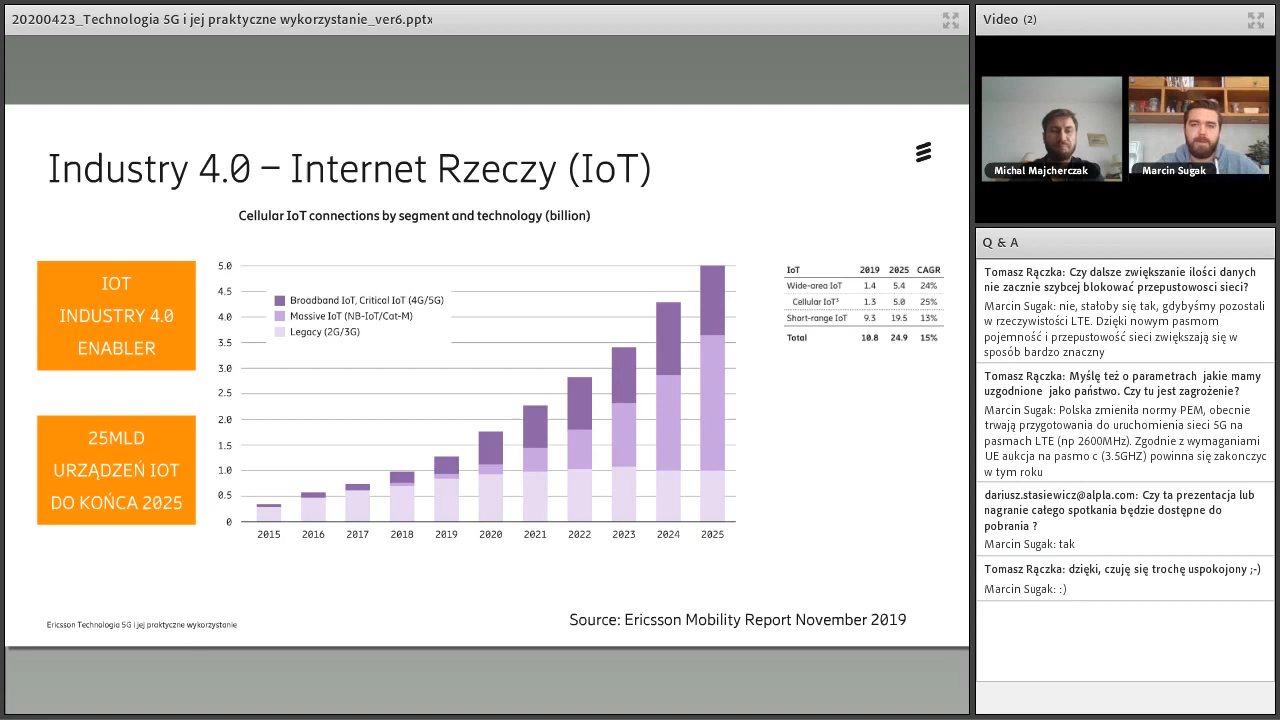 20200423_Technologia 5G i jej praktyczne wykorzystanie_ver6.pptx
Industry 4.0 – Internet Rzeczy (IoT)
Cellular IoT connections by segment and technology (billion)
IOT
INDUSTRY 4.0
ENABLER
25MLD
URZĄDZEŃ IOT
DO KOŃCA 2025
5.0
4.5
4.0
3.5
3.0
2.5
2.0
1.5
1.0
0.5
0
Broadband IoT, Critical IoT (4G/5G)
Massive IoT (NB-IoT/Cat-M)
Legacy (2G/3G)
2015 2016 2017 2018 2019 2020 2021 2022 2023 2024 2025
IoT 2019 2025 CAGR
Wide-area IoT 1.4 5.4 24%
Cellular IoT³ 1.3 5.0 25%
Short-range IoT 9.3 19.5 13%
Total 10.8 24.9 15%
Ericsson Technologia 5G i jej praktyczne wykorzystanie
Source: Ericsson Mobility Report November 2019
Video (2)
Michal Majcherczak
Marcin Sugak
Q & A
Tomasz Rączka: Czy dalsze zwiększanie ilości danych
nie zacznie szybcej blokować przepustowosci sieci?
Marcin Sugak: nie, stałoby się tak, gdybyśmy pozostali
w rzeczywistości LTE. Dzięki nowym pasmom
pojemność i przepustowość sieci zwiększają się w
sposób bardzo znaczny
Tomasz Rączka: Myślę też o parametrach jakie mamy
uzgodnione jako państwo. Czy tu jest zagrożenie?
Marcin Sugak: Polska zmieniła normy PEM, obecnie
trwają przygotowania do uruchomienia sieci 5G na
pasmach LTE (np 2600MHz). Zgodnie z wymaganiami
UE aukcja na pasmo c (3.5GHZ) powinna się zakonczyc
w tym roku
dariusz.stasiewicz@alpla.com: Czy ta prezentacja lub
nagranie całego spotkania będzie dostępne do
pobrania ?
Marcin Sugak: tak
Tomasz Rączka: dzięki, czuję się trochę uspokojony ;-)
Marcin Sugak: :)